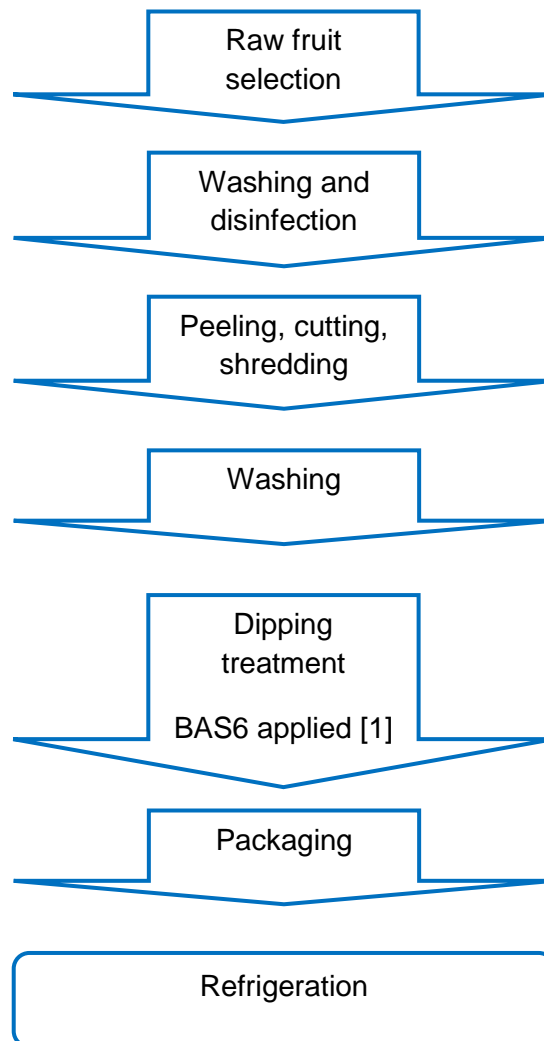 Raw fruit
selection
Washing and
disinfection
Peeling, cutting,
shredding
Washing
Dipping
treatment
BAS6 applied [1]
Packaging
Refrigeration